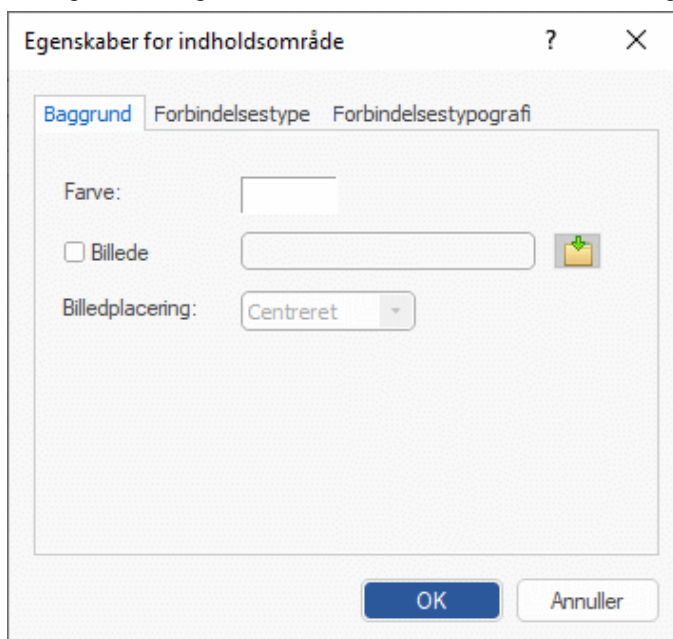 Egenskaber for indholdsområde ?
Baggrund Forbindelsestype Forbindelsestypografi
Farve:
Billede
Billedplacering: Centreret
OK Annuller